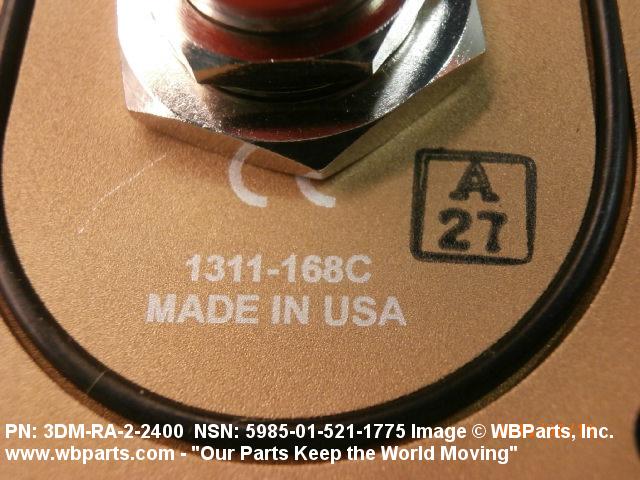 CE
A
27
1311-168C
MADE IN USA
PN: 3DM-RA-2-2400 NSN: 5985-01-521-1775 Image © WBParts, Inc.
www.wbparts.com - "Our Parts Keep the World Moving"